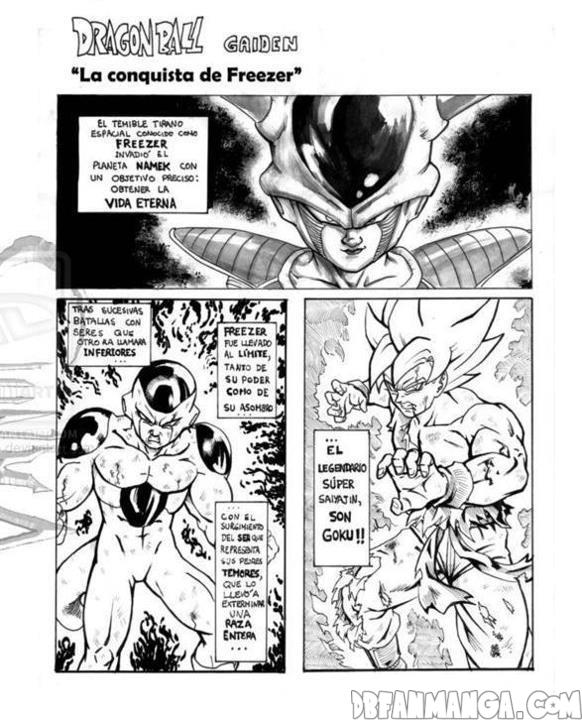 DRAGON BALL GAIDEN
"La conquista de Freezer"
EL TEMIBLE TIRANO
ESPACIAL CONOCIDO COMO
FREEZER
INVADIÓ EL
PLANETA NAMEK CON
UN OBJETIVO PRECISO:
OBTENER LA
VIDA ETERNA
TRAS SUCESIVAS
BATALLAS CON
SERES QUE
OTRORA LLAMARA
INFERIORES...
FREEZER
FUE LLEVADO
AL LÍMITE,
TANTO DE
SU PODER
COMO DE
SU ASOMBRO
...CON EL
SURGIMIENTO
DEL SER QUE
REPRESENTA
SUS PEORES
TEMORES,
QUE LO
LLEVÓ A
EXTERMINAR
UNA
RAZA
ENTERA
...
...EL
LEGENDARIO
SÚPER
SAIYAJIN,
SON
GOKU!!
DBFANMANGA.COM